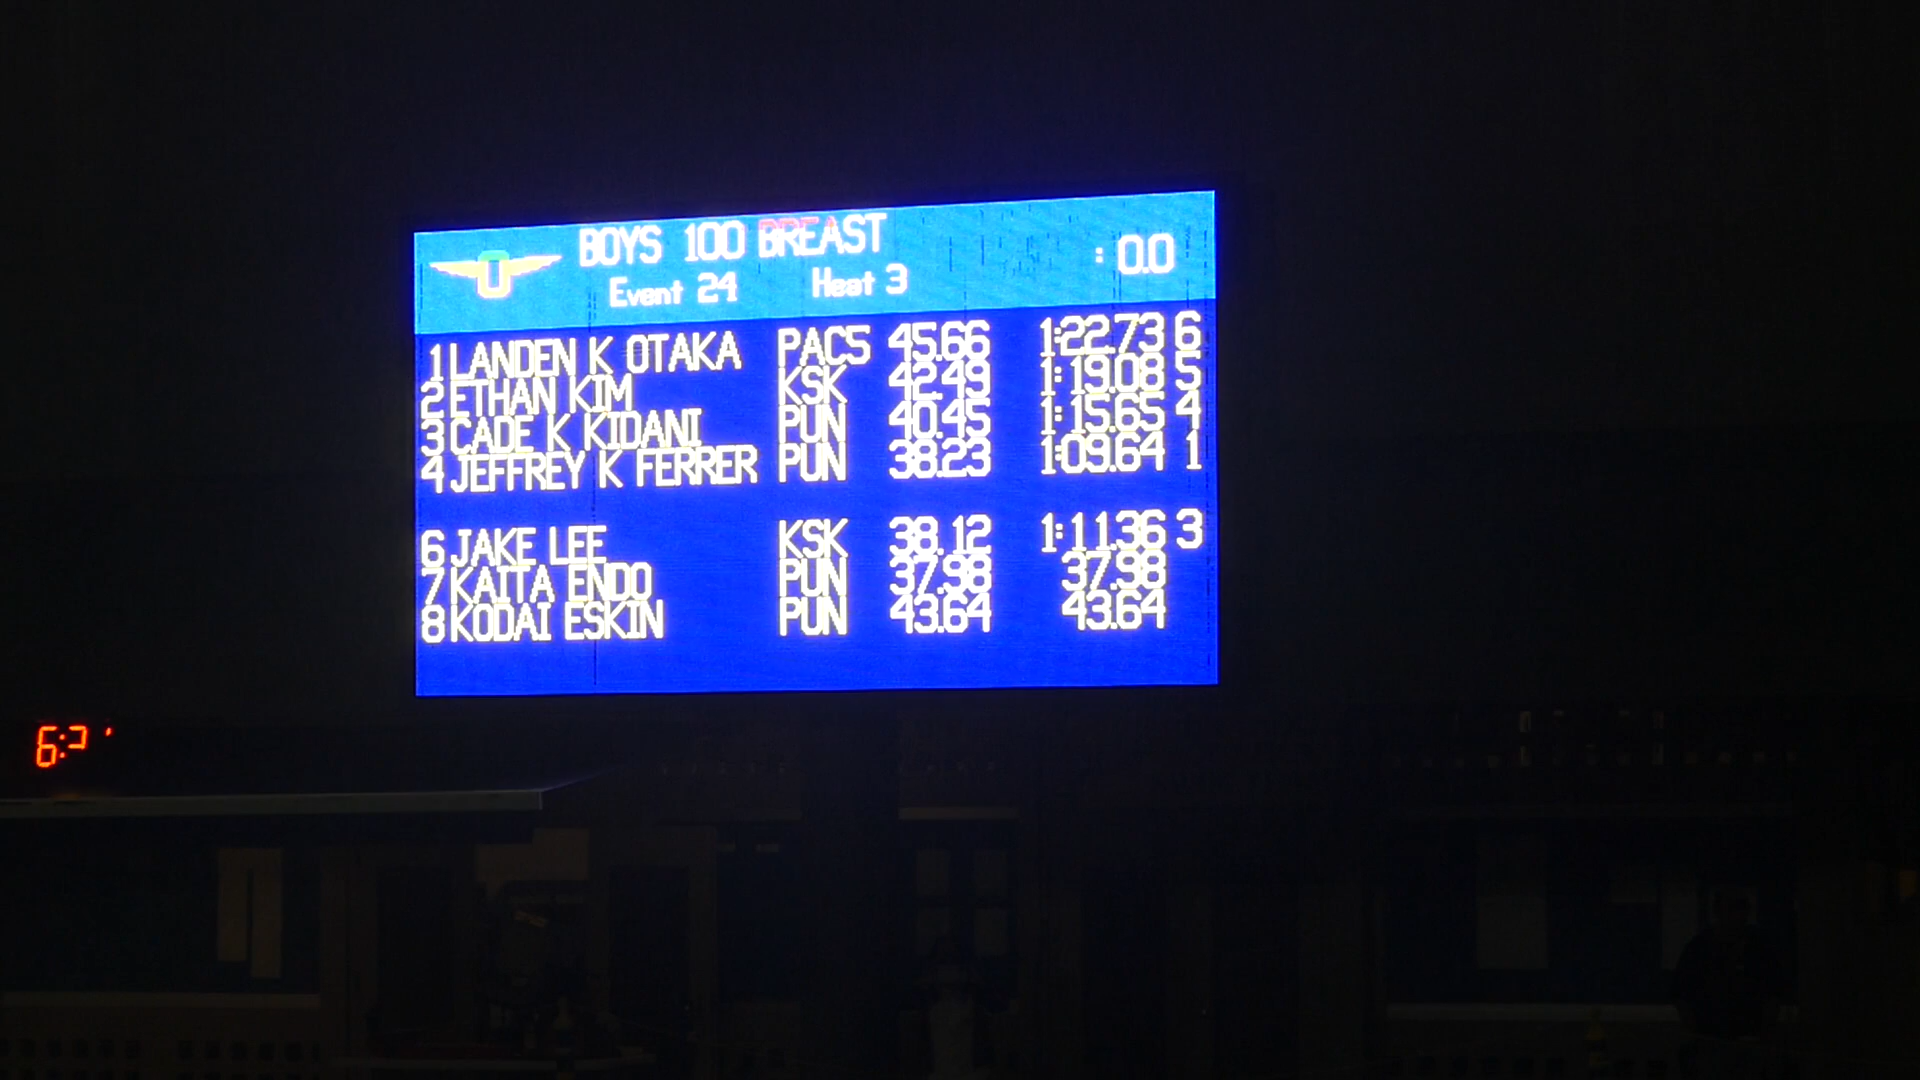 BOYS 100 BREAST
:0.0
Event 24 Heat 3
1 LANDEN K OTAKA PAC5 45.66 1:22.73 6
2 ETHAN KIM KSK 42.49 1:19.08 5
3 CADE K KIDANI PUN 40.45 1:15.65 4
4 JEFFREY K FERRER PUN 38.23 1:09.64 1
6 JAKE LEE KSK 38.12 1:11.36 3
7 KAITA ENDO PUN 37.98 37.98
8 KODAI ESKIN PUN 43.64 43.64